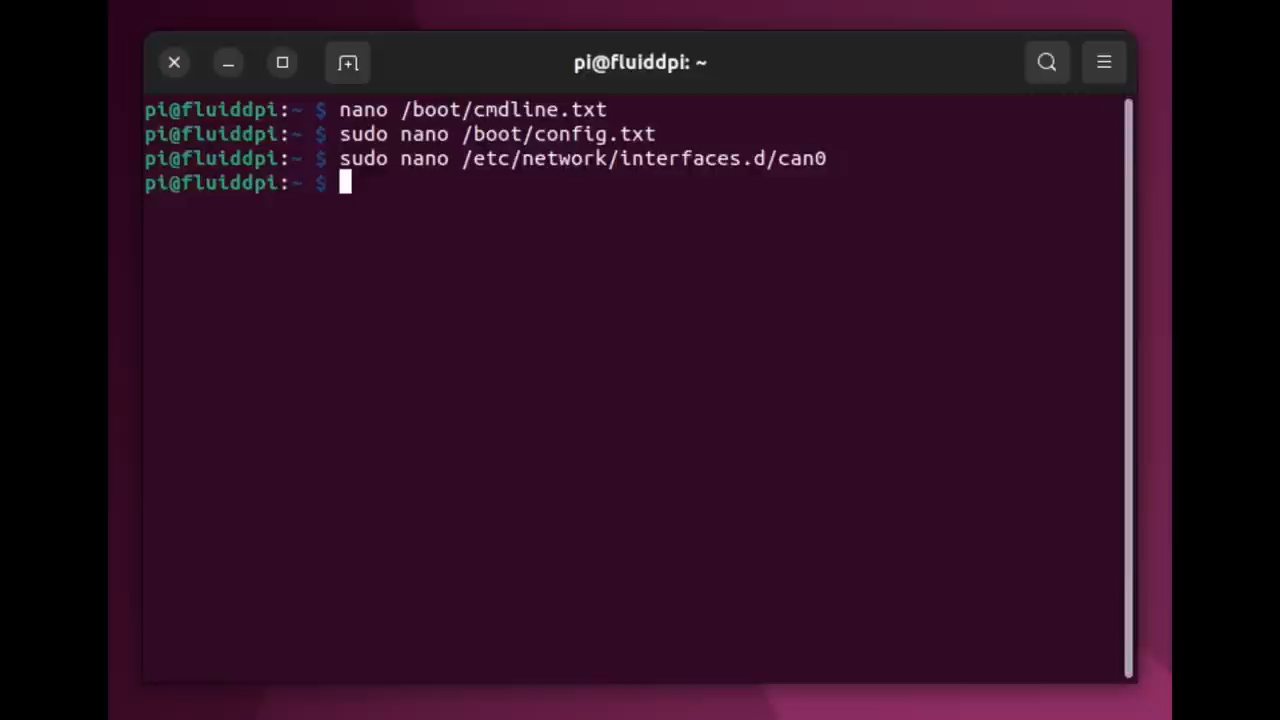 pi@fluiddpi: ~
pi@fluiddpi:~ $ nano /boot/cmdline.txt
pi@fluiddpi:~ $ sudo nano /boot/config.txt
pi@fluiddpi:~ $ sudo nano /etc/network/interfaces.d/can0
pi@fluiddpi:~ $